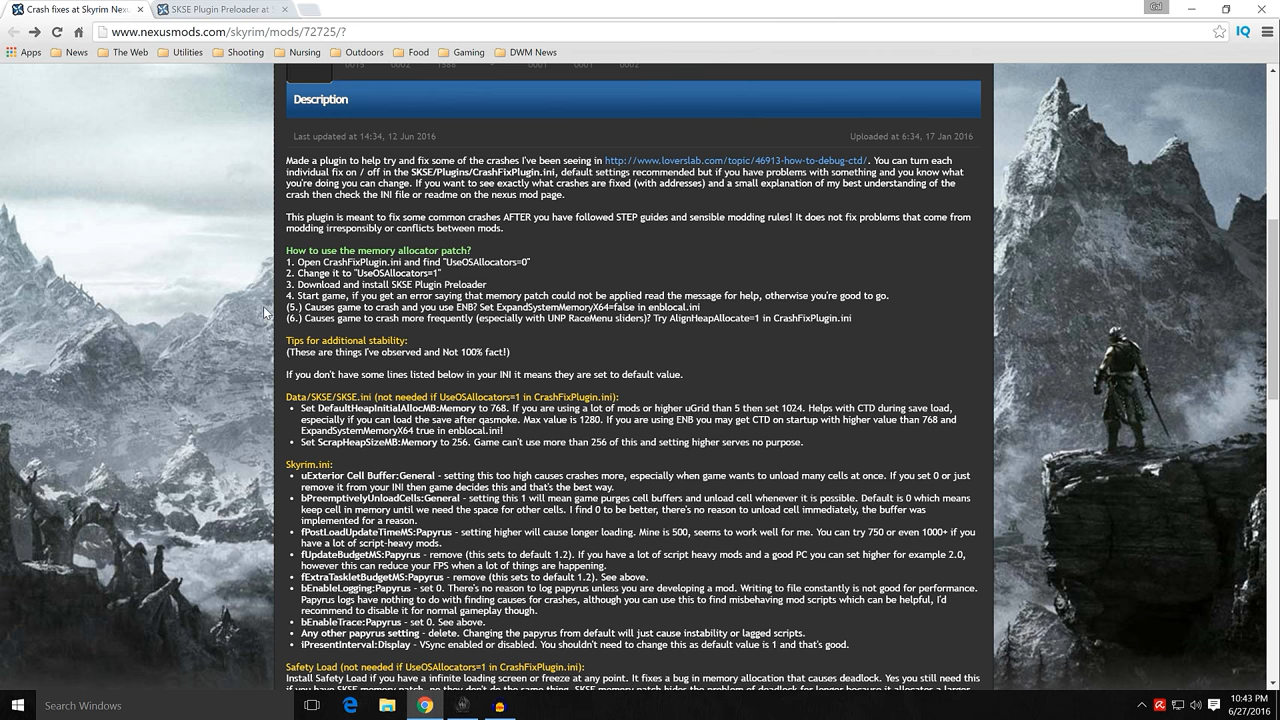 Crash fixes at Skyrim Nex
SKSE Plugin Preloader at S
www.nexusmods.com/skyrim/mods/72725/?
IQ
Apps News The Web Utilities Shooting Nursing Outdoors Food Gaming DWM News
Description
Last updated at 14:34, 12 Jun 2016 Uploaded at 6:34, 17 Jan 2016
Made a plugin to help try and fix some of the crashes I've been seeing in http://www.loverslab.com/topic/46913-how-to-debug-ctd/. You can turn each
individual fix on / off in the SKSE/Plugins/CrashFixPlugin.ini, default settings recommended but if you have problems with something and you know what
you're doing you can change. If you want to see exactly what crashes are fixed (with addresses) and a small explanation of my best understanding of the
crash then check the INI file or readme on the nexus mod page.
This plugin is meant to fix some common crashes AFTER you have followed STEP guides and sensible modding rules! It does not fix problems that come from
modding irresponsibly or conflicts between mods.
How to use the memory allocator patch?
1. Open CrashFixPlugin.ini and find "UseOSAllocators=0"
2. Change it to "UseOSAllocators=1"
3. Download and install SKSE Plugin Preloader
4. Start game, if you get an error saying that memory patch could not be applied read the message for help, otherwise you're good to go.
(5.) Causes game to crash and you use ENB? Set ExpandSystemMemoryX64=false in enblocal.ini
(6.) Causes game to crash more frequently (especially with UNP RaceMenu sliders)? Try AlignHeapAllocate=1 in CrashFixPlugin.ini
Tips for additional stability:
(These are things I've observed and Not 100% fact!)
If you don't have some lines listed below in your INI it means they are set to default value.
Data/SKSE/SKSE.ini (not needed if UseOSAllocators=1 in CrashFixPlugin.ini):
• Set DefaultHeapInitialAllocMB:Memory to 768. If you are using a lot of mods or higher uGrid than 5 then set 1024. Helps with CTD during save load,
especially if you can load the save after qasmoke. Max value is 1280. If you are using ENB you may get CTD on startup with higher value than 768 and
ExpandSystemMemoryX64 true in enblocal.ini!
• Set ScrapHeapSizeMB:Memory to 256. Game can't use more than 256 of this and setting higher serves no purpose.
Skyrim.ini:
• uExterior Cell Buffer:General - setting this too high causes crashes more, especially when game wants to unload many cells at once. If you set 0 or just
remove it from your INI then game decides this and that's the best way.
• bPreemptivelyUnloadCells:General - setting this 1 will mean game purges cell buffers and unload cell whenever it is possible. Default is 0 which means
keep cell in memory until we need the space for other cells. I find 0 to be better, there's no reason to unload cell immediately, the buffer was
implemented for a reason.
• fPostLoadUpdateTimeMS:Papyrus - setting higher will cause longer loading. Mine is 500, seems to work well for me. You can try 750 or even 1000+ if you
have a lot of script-heavy mods.
• fUpdateBudgetMS:Papyrus - remove (this sets to default 1.2). If you have a lot of script heavy mods and a good PC you can set higher for example 2.0,
however this can reduce your FPS when a lot of things are happening.
• fExtraTaskletBudgetMS:Papyrus - remove (this sets to default 1.2). See above.
• bEnableLogging:Papyrus - set 0. There's no reason to log papyrus unless you are developing a mod. Writing to file constantly is not good for performance.
Papyrus logs have nothing to do with finding causes for crashes, although you can use this to find misbehaving mod scripts which can be helpful, I'd
recommend to disable it for normal gameplay though.
• bEnableTrace:Papyrus - set 0. See above.
• Any other papyrus setting - delete. Changing the papyrus from default will just cause instability or lagged scripts.
• iPresentInterval:Display - VSync enabled or disabled. You shouldn't need to change this as default value is 1 and that's good.
Safety Load (not needed if UseOSAllocators=1 in CrashFixPlugin.ini):
Install Safety Load if you have a infinite loading screen or freeze at any point. It fixes a bug in memory allocation that causes deadlock. Yes you still need this
Search Windows
10:43 PM
6/27/2016